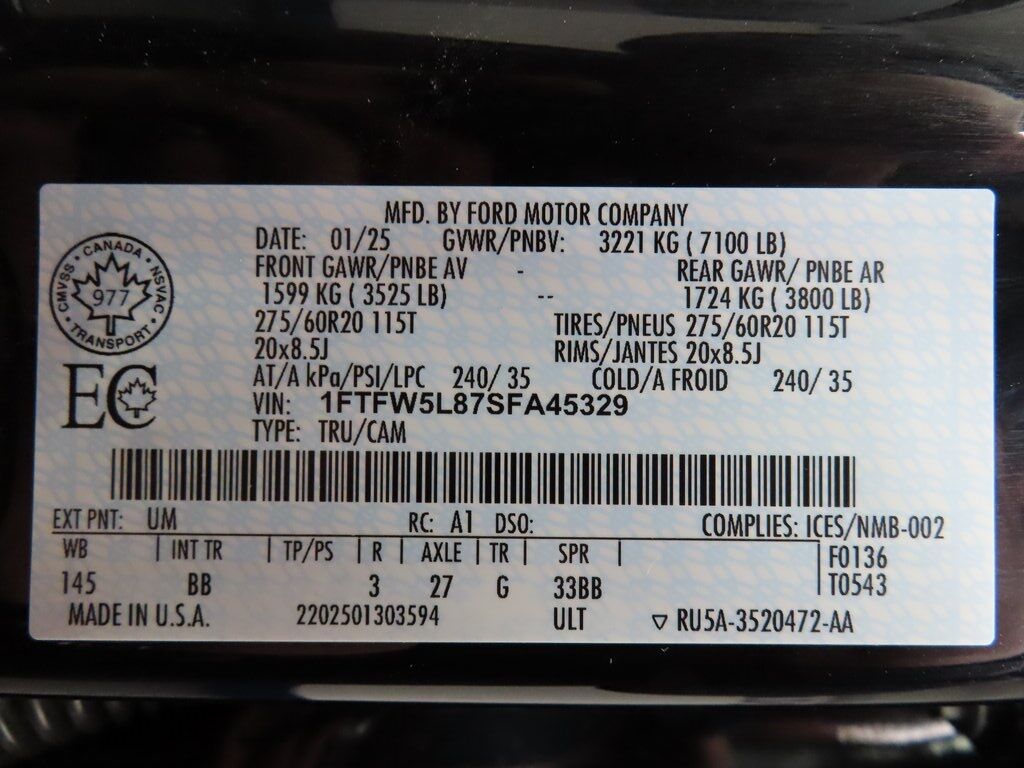 MFD. BY FORD MOTOR COMPANY
DATE: 01/25 GVWR/PNBV: 3221 KG ( 7100 LB)
FRONT GAWR/PNBE AV - REAR GAWR/ PNBE AR
1599 KG ( 3525 LB) -- 1724 KG ( 3800 LB)
275/60R20 115T TIRES/PNEUS 275/60R20 115T
20x8.5J RIMS/JANTES 20x8.5J
AT/A kPa/PSI/LPC 240/ 35 COLD/A FROID 240/ 35
VIN: 1FTFW5L87SFA45329
TYPE: TRU/CAM
CANADA · NSVAC · TRANSPORT · CMVSS ·
977
EC
EXT PNT: UM RC: A1 DSO: COMPLIES: ICES/NMB-002
WB | INT TR | TP/PS | R | AXLE | TR | SPR | F0136
145 BB 3 27 G 33BB T0543
MADE IN U.S.A. 2202501303594 ULT ▽ RU5A-3520472-AA